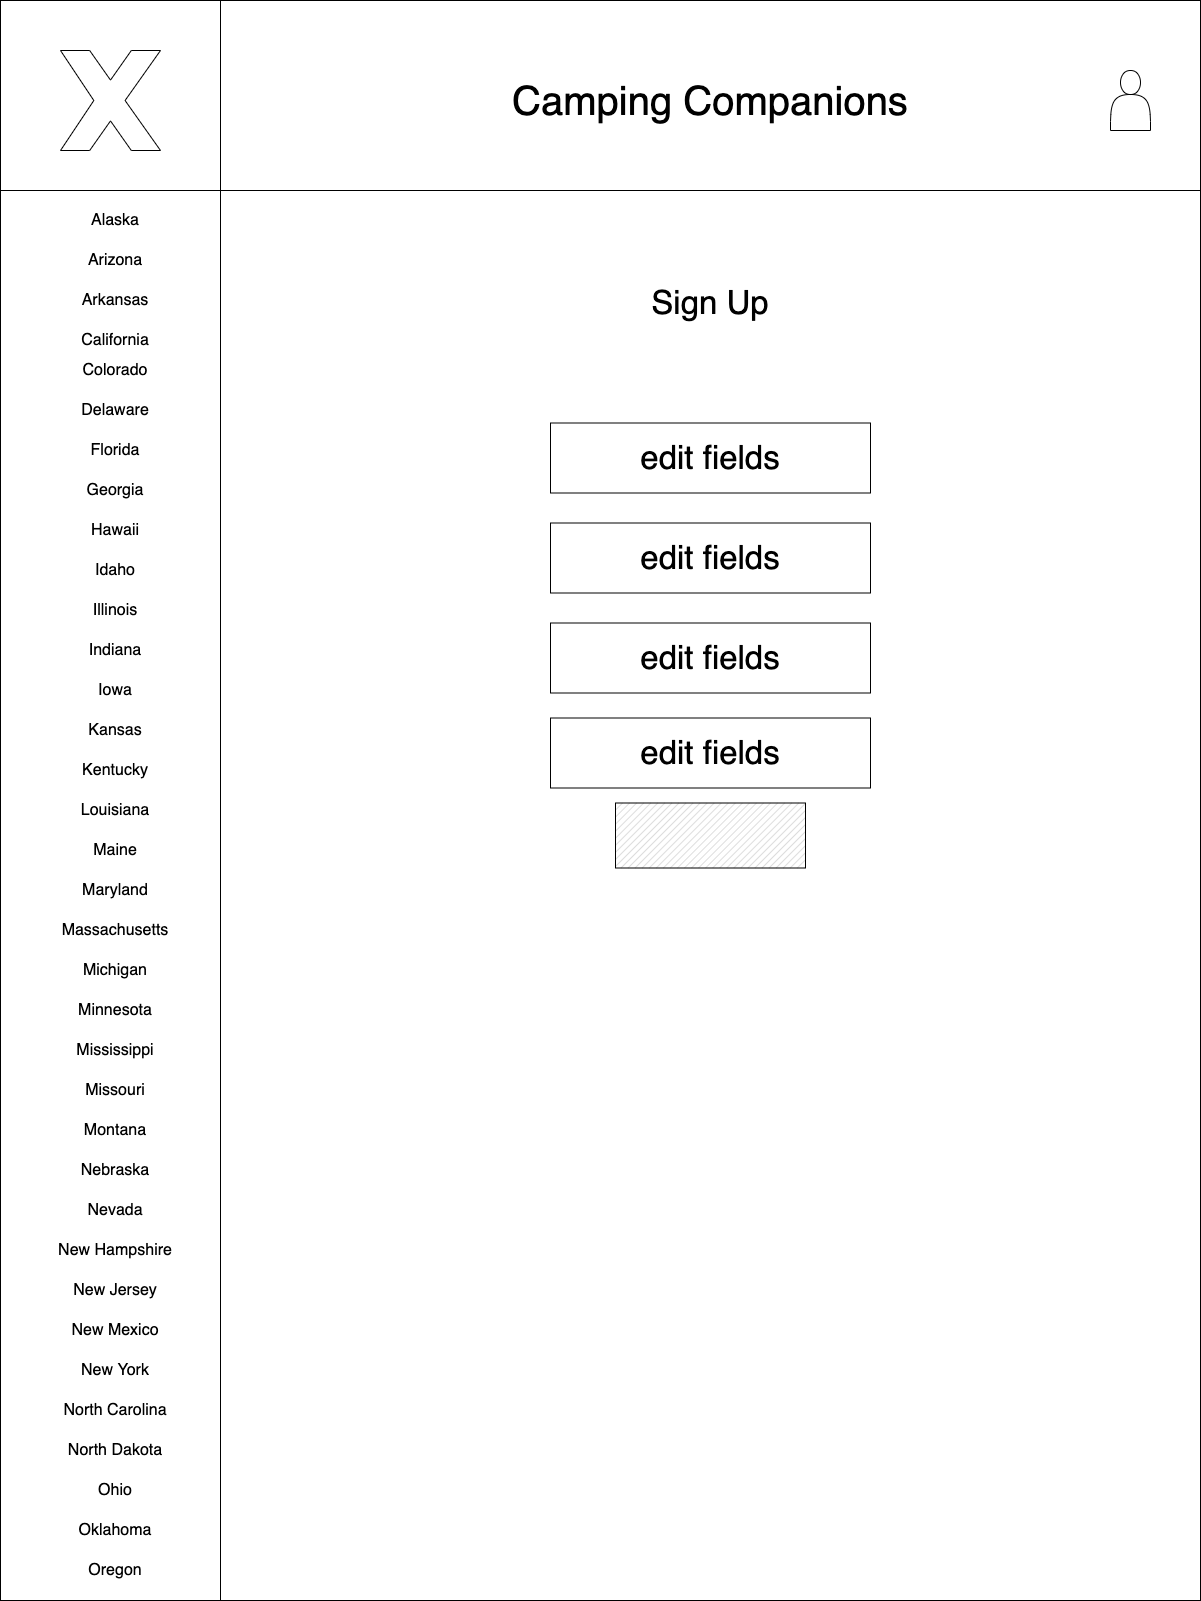 X
Camping Companions
Alaska
Arizona
Arkansas
California
Colorado
Delaware
Florida
Georgia
Hawaii
Idaho
Illinois
Indiana
Iowa
Kansas
Kentucky
Louisiana
Maine
Maryland
Massachusetts
Michigan
Minnesota
Mississippi
Missouri
Montana
Nebraska
Nevada
New Hampshire
New Jersey
New Mexico
New York
North Carolina
North Dakota
Ohio
Oklahoma
Oregon
Sign Up
edit fields
edit fields
edit fields
edit fields